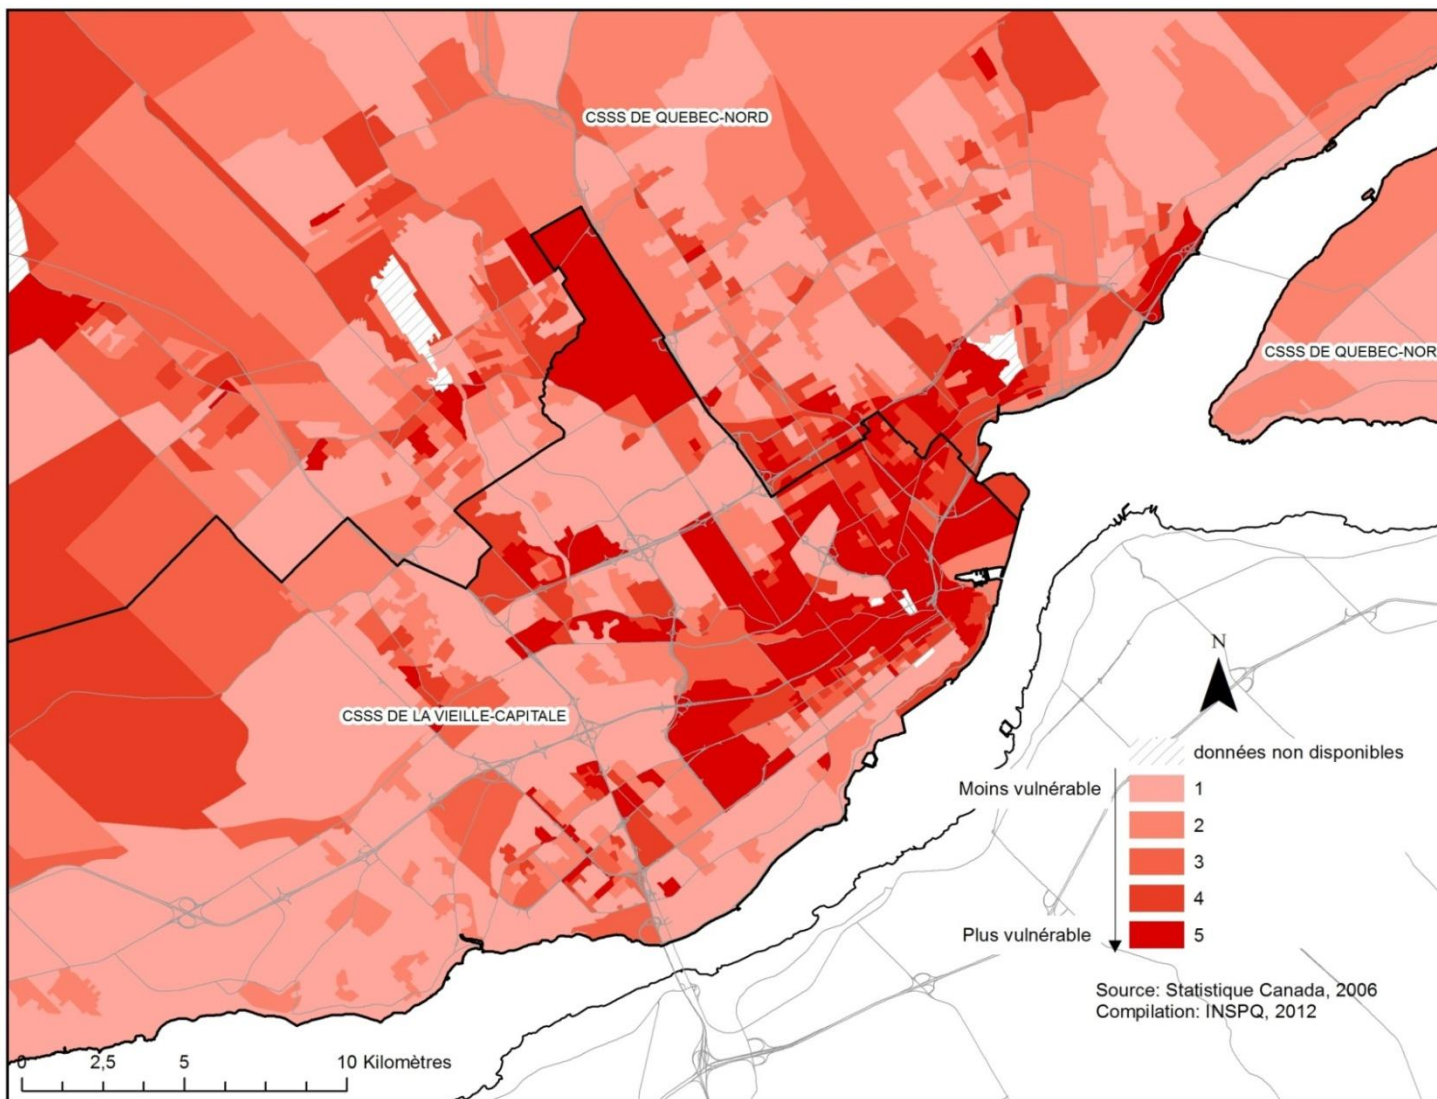 CSSS DE QUEBEC-NORD
CSSS DE QUEBEC-NOR
CSSS DE LA VIEILLE-CAPITALE
N
données non disponibles
Moins vulnérable
1
2
3
4
Plus vulnérable
5
Source: Statistique Canada, 2006
Compilation: INSPQ, 2012
0 2,5 5 10 Kilomètres